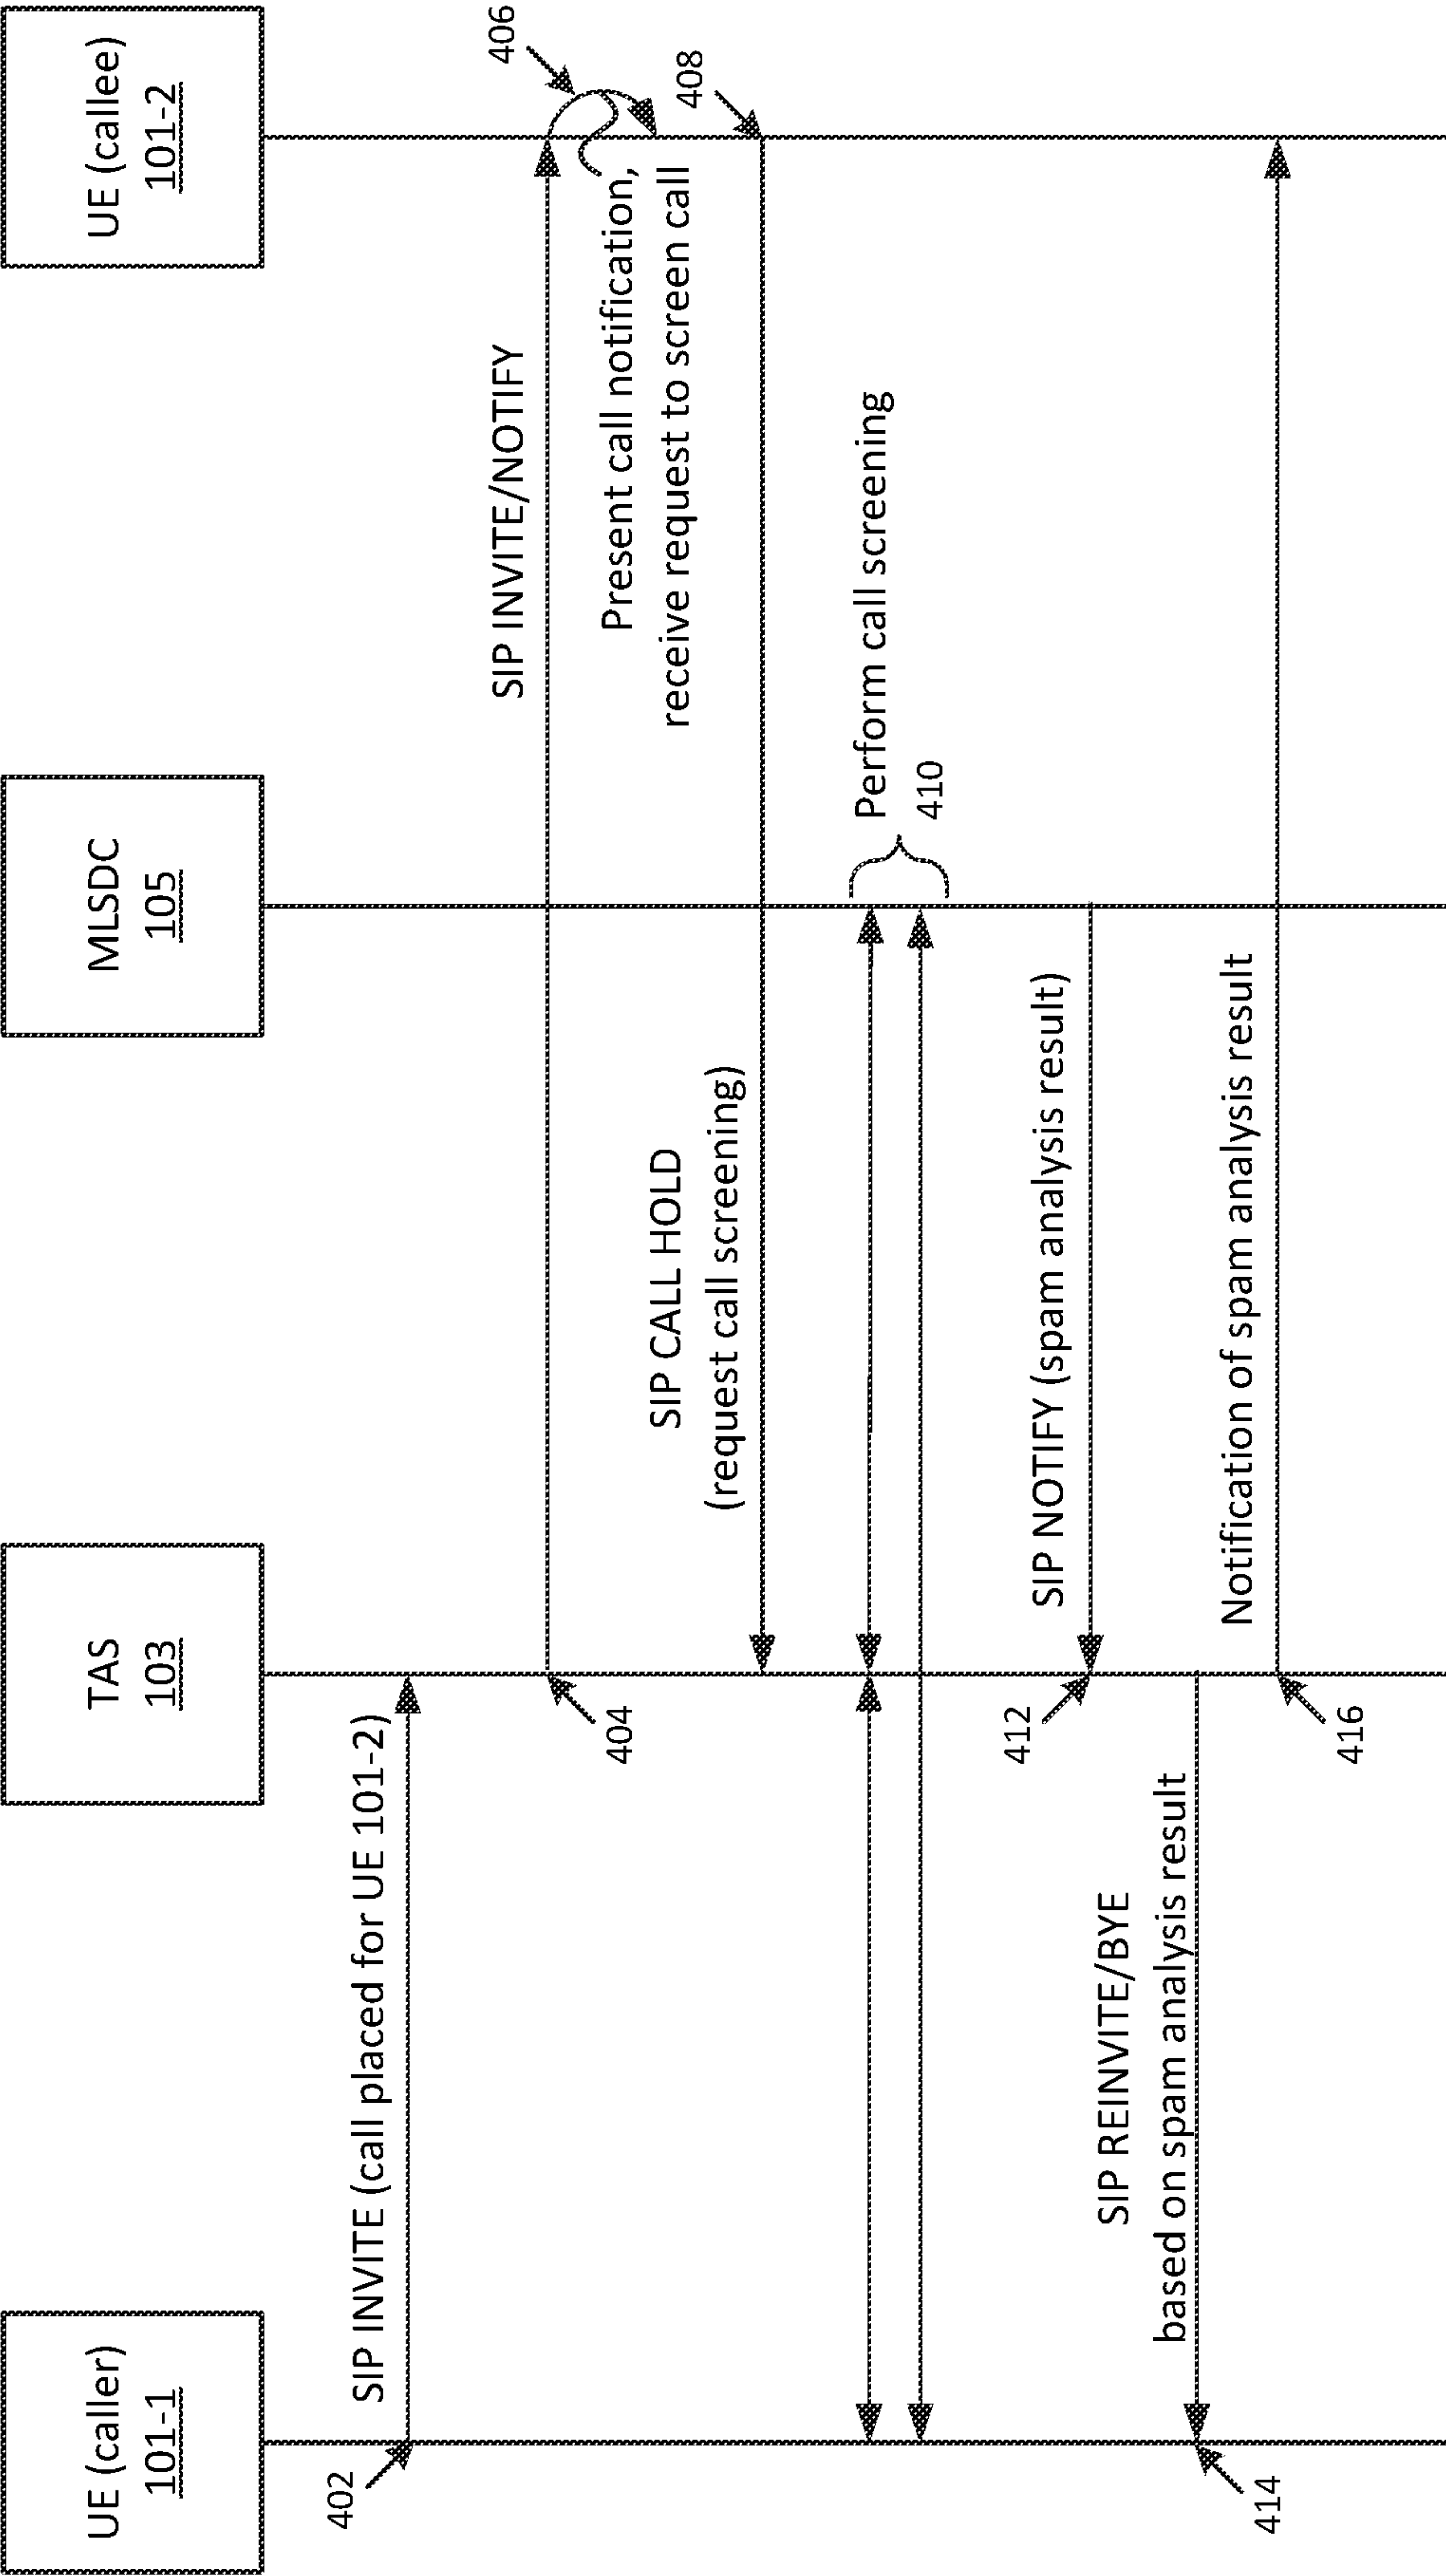 UE (caller)
101-1
TAS
103
MLSDC
105
UE (callee)
101-2
402
SIP INVITE (call placed for UE 101-2)
404
SIP INVITE/NOTIFY
406
Present call notification,
receive request to screen call
408
SIP CALL HOLD
(request call screening)
Perform call screening
410
412
SIP NOTIFY (spam analysis result)
SIP REINVITE/BYE
based on spam analysis result
414
Notification of spam analysis result
416